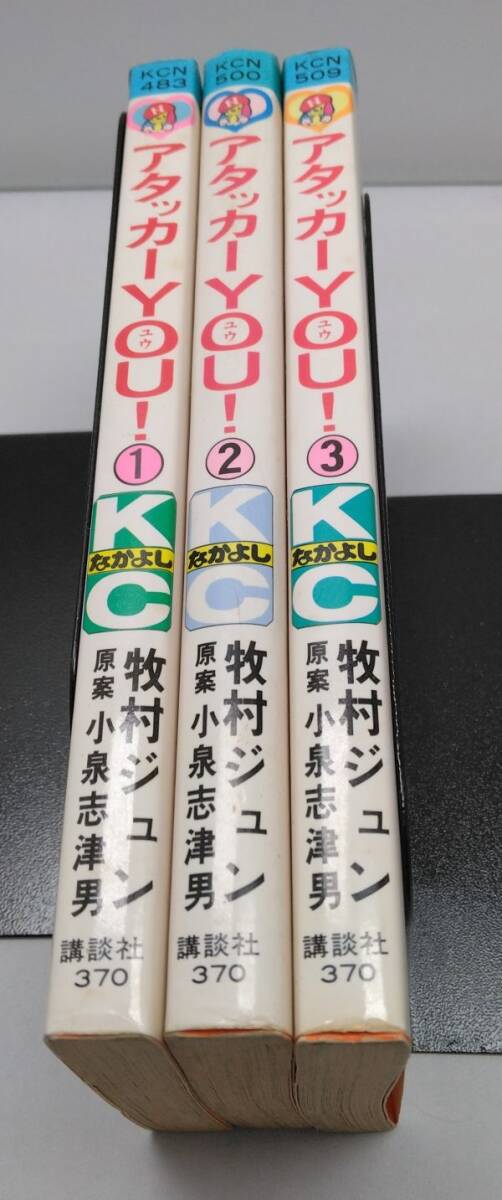 KCN
483
アタッカーYOU!
ユウ
1
KC
なかよし
牧村ジュン
原案 小泉志津男
講談社
370
KCN
500
アタッカーYOU!
ユウ
2
KC
なかよし
牧村ジュン
原案 小泉志津男
講談社
370
KCN
509
アタッカーYOU!
ユウ
3
KC
なかよし
牧村ジュン
原案 小泉志津男
講談社
370